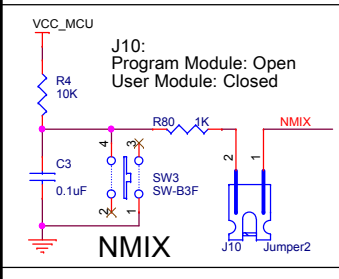 VCC_MCU
J10:
Program Module: Open
User Module: Closed
R4
10K
R80 1K
NMIX
4
3
2
1
C3
0.1uF
SW3
SW-B3F
2
1
NMIX
J10 Jumper2